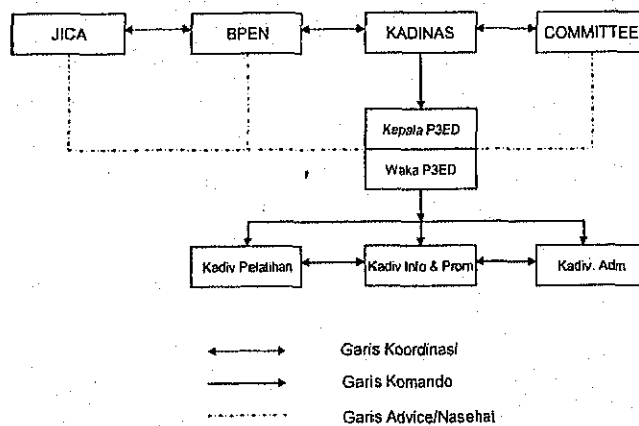 JICA BPEN KADINAS COMMITTEE
Kepala P3ED
Waka P3ED
Kadiv Pelatihan Kadiv Info & Prom Kadiv. Adm
Garis Koordinasi
Garis Komando
Garis Advice/Nasehat